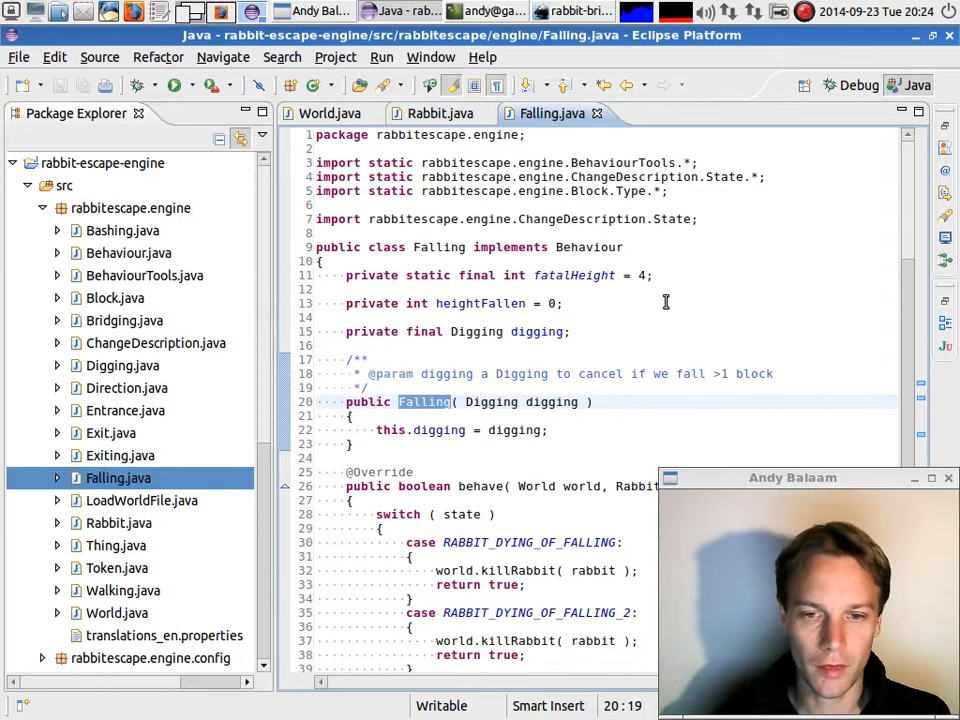 Andy Bal...
Java - rab...
andy@ga...
rabbit-bri...
2014-09-23 Tue 20:24
Java - rabbit-escape-engine/src/rabbitescape/engine/Falling.java - Eclipse Platform
File Edit Source Refactor Navigate Search Project Run Window Help
Debug Java
Package Explorer
World.java Rabbit.java Falling.java
rabbit-escape-engine
src
rabbitescape.engine
Bashing.java
Behaviour.java
BehaviourTools.java
Block.java
Bridging.java
ChangeDescription.java
Digging.java
Direction.java
Entrance.java
Exit.java
Exiting.java
Falling.java
LoadWorldFile.java
Rabbit.java
Thing.java
Token.java
Walking.java
World.java
translations_en.properties
rabbitescape.engine.config
1 package rabbitescape.engine;
2
3 import static rabbitescape.engine.BehaviourTools.*;
4 import static rabbitescape.engine.ChangeDescription.State.*;
5 import static rabbitescape.engine.Block.Type.*;
6
7 import rabbitescape.engine.ChangeDescription.State;
8
9 public class Falling implements Behaviour
10 {
11 private static final int fatalHeight = 4;
12
13 private int heightFallen = 0;
14
15 private final Digging digging;
16
17 /**
18 * @param digging a Digging to cancel if we fall >1 block
19 */
20 public Falling( Digging digging )
21 {
22 this.digging = digging;
23 }
24
25 @Override
26 public boolean behave( World world, Rabbit
27 {
28 switch ( state )
29 {
30 case RABBIT_DYING_OF_FALLING:
31 {
32 world.killRabbit( rabbit );
33 return true;
34 }
35 case RABBIT_DYING_OF_FALLING_2:
36 {
37 world.killRabbit( rabbit );
38 return true;
39 }
Andy Balaam
Writable Smart Insert 20 : 19